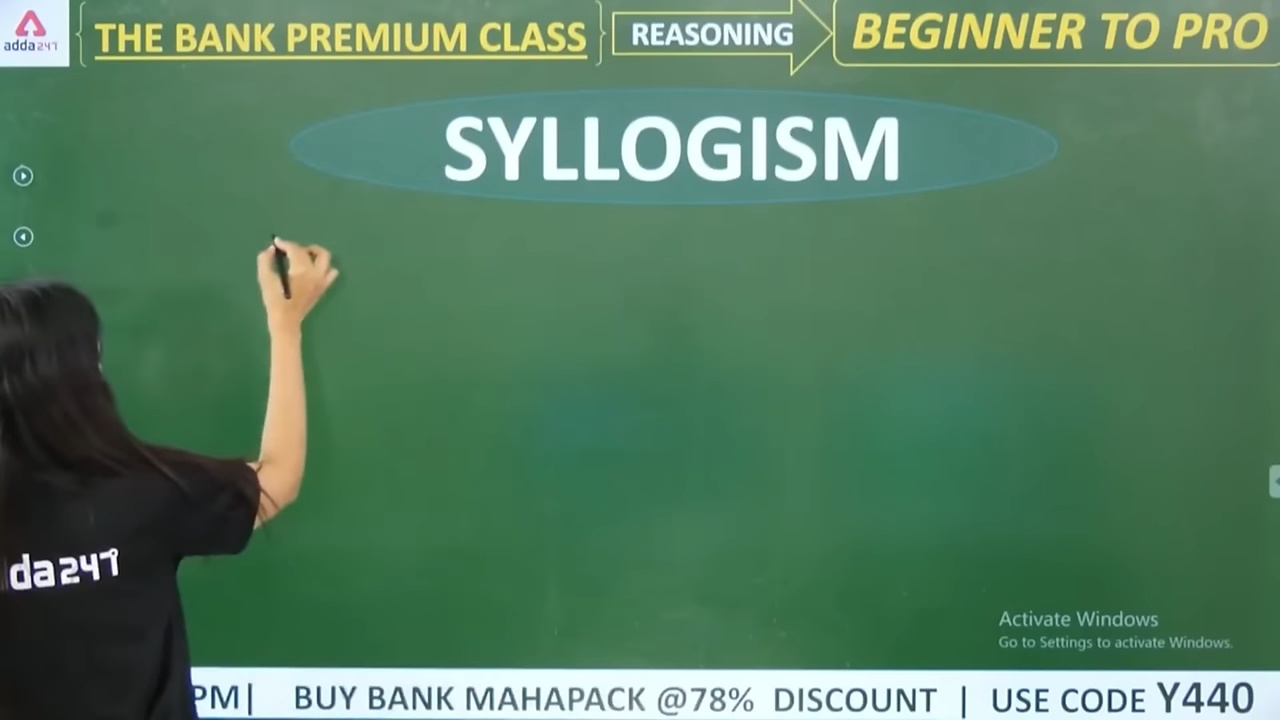 adda247
THE BANK PREMIUM CLASS
REASONING
BEGINNER TO PRO
SYLLOGISM
da247
Activate Windows
Go to Settings to activate Windows.
PM| BUY BANK MAHAPACK @78% DISCOUNT | USE CODE Y440